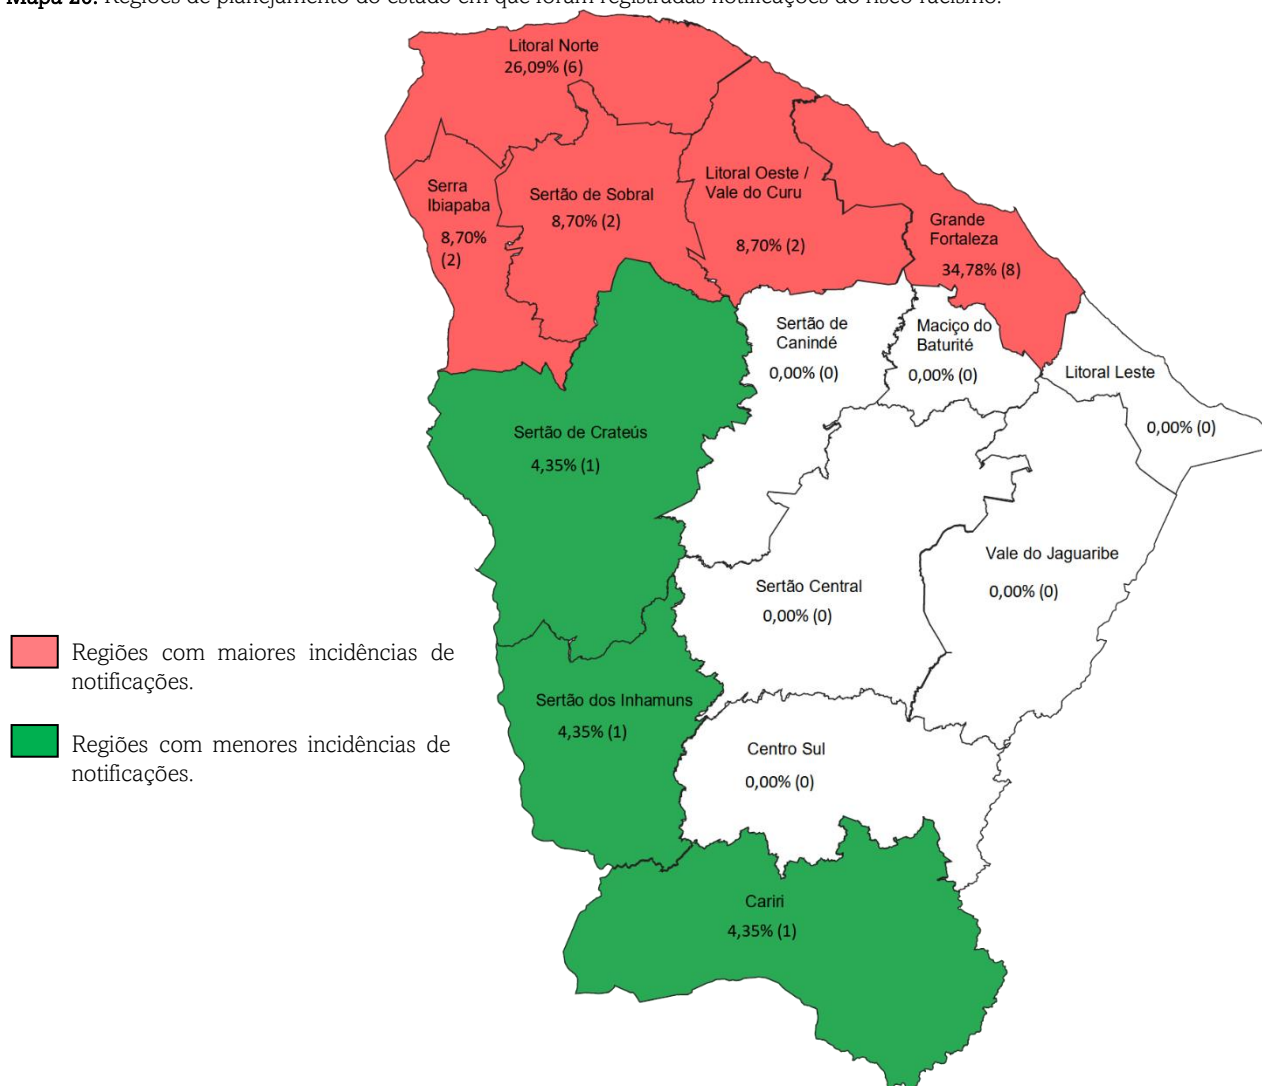 Mapa 20. Regiões de planejamento do estado em que foram registradas notificações do risco racismo.
Litoral Norte
26,09% (6)
Serra
Ibiapaba
8,70%
(2)
Sertão de Sobral
8,70% (2)
Litoral Oeste /
Vale do Curu
8,70% (2)
Grande
Fortaleza
34,78% (8)
Sertão de
Canindé
0,00% (0)
Maciço do
Baturité
0,00% (0)
Litoral Leste
0,00% (0)
Sertão de Crateús
4,35% (1)
Vale do Jaguaribe
0,00% (0)
Sertão Central
0,00% (0)
Regiões com maiores incidências de
notificações.
Sertão dos Inhamuns
4,35% (1)
Regiões com menores incidências de
notificações.
Centro Sul
0,00% (0)
Cariri
4,35% (1)